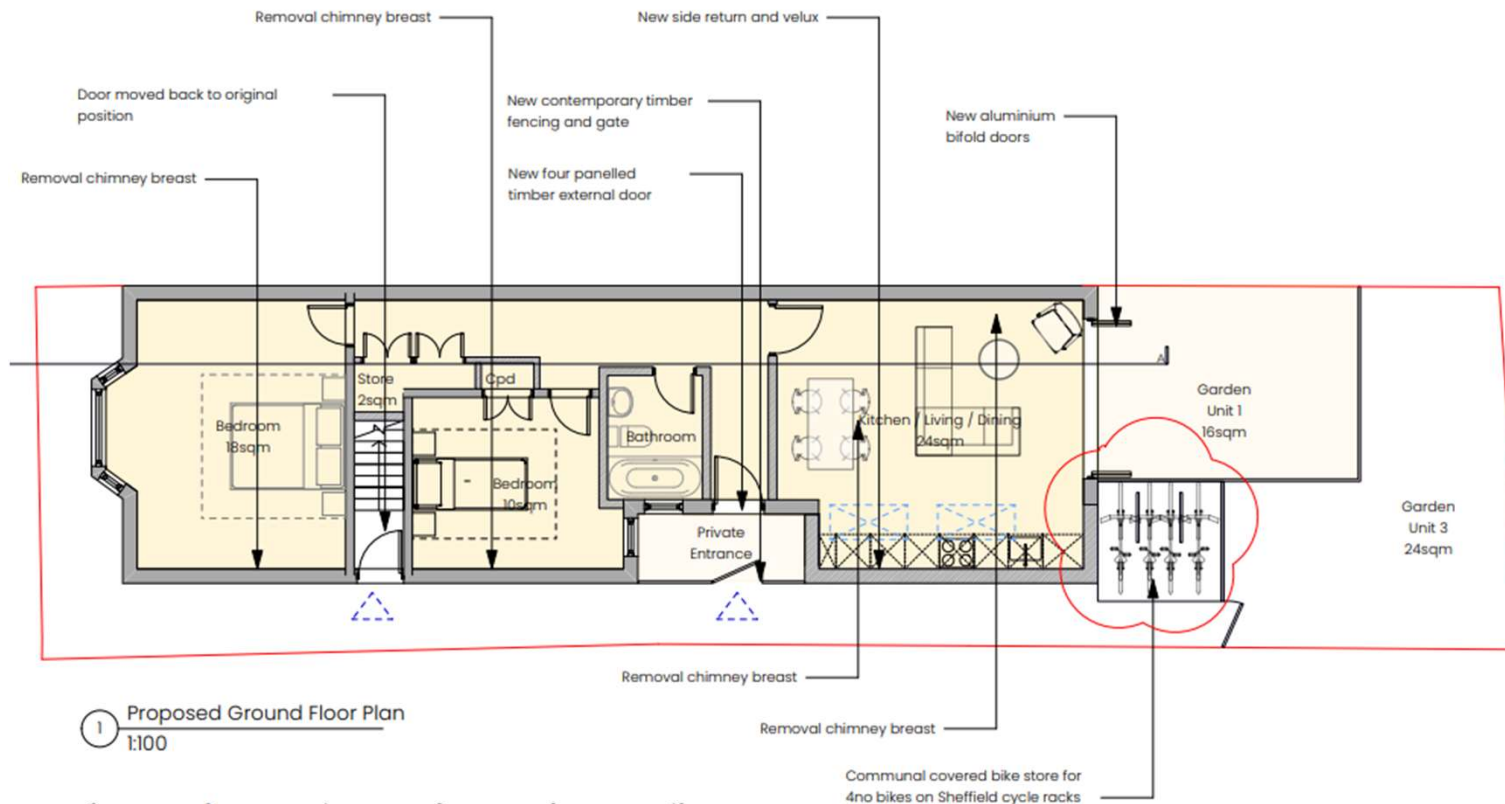 Removal chimney breast
New side return and velux
Door moved back to original
position
New contemporary timber
fencing and gate
New aluminium
bifold doors
Removal chimney breast
New four panelled
timber external door
A
Store
2sqm
Cpd
Garden
Unit 1
16sqm
Bedroom
18sqm
Bathroom
Kitchen / Living / Dining
24sqm
Bedroom
10sqm
Private
Entrance
Garden
Unit 3
24sqm
Removal chimney breast
1
Proposed Ground Floor Plan
1:100
Removal chimney breast
Communal covered bike store for
4no bikes on Sheffield cycle racks